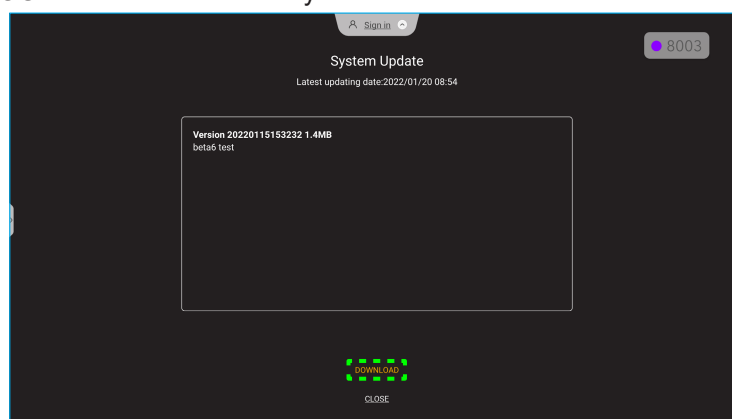 Sign in
8003
System Update
Latest updating date:2022/01/20 08:54
Version 20220115153232 1.4MB
beta6 test
DOWNLOAD
CLOSE